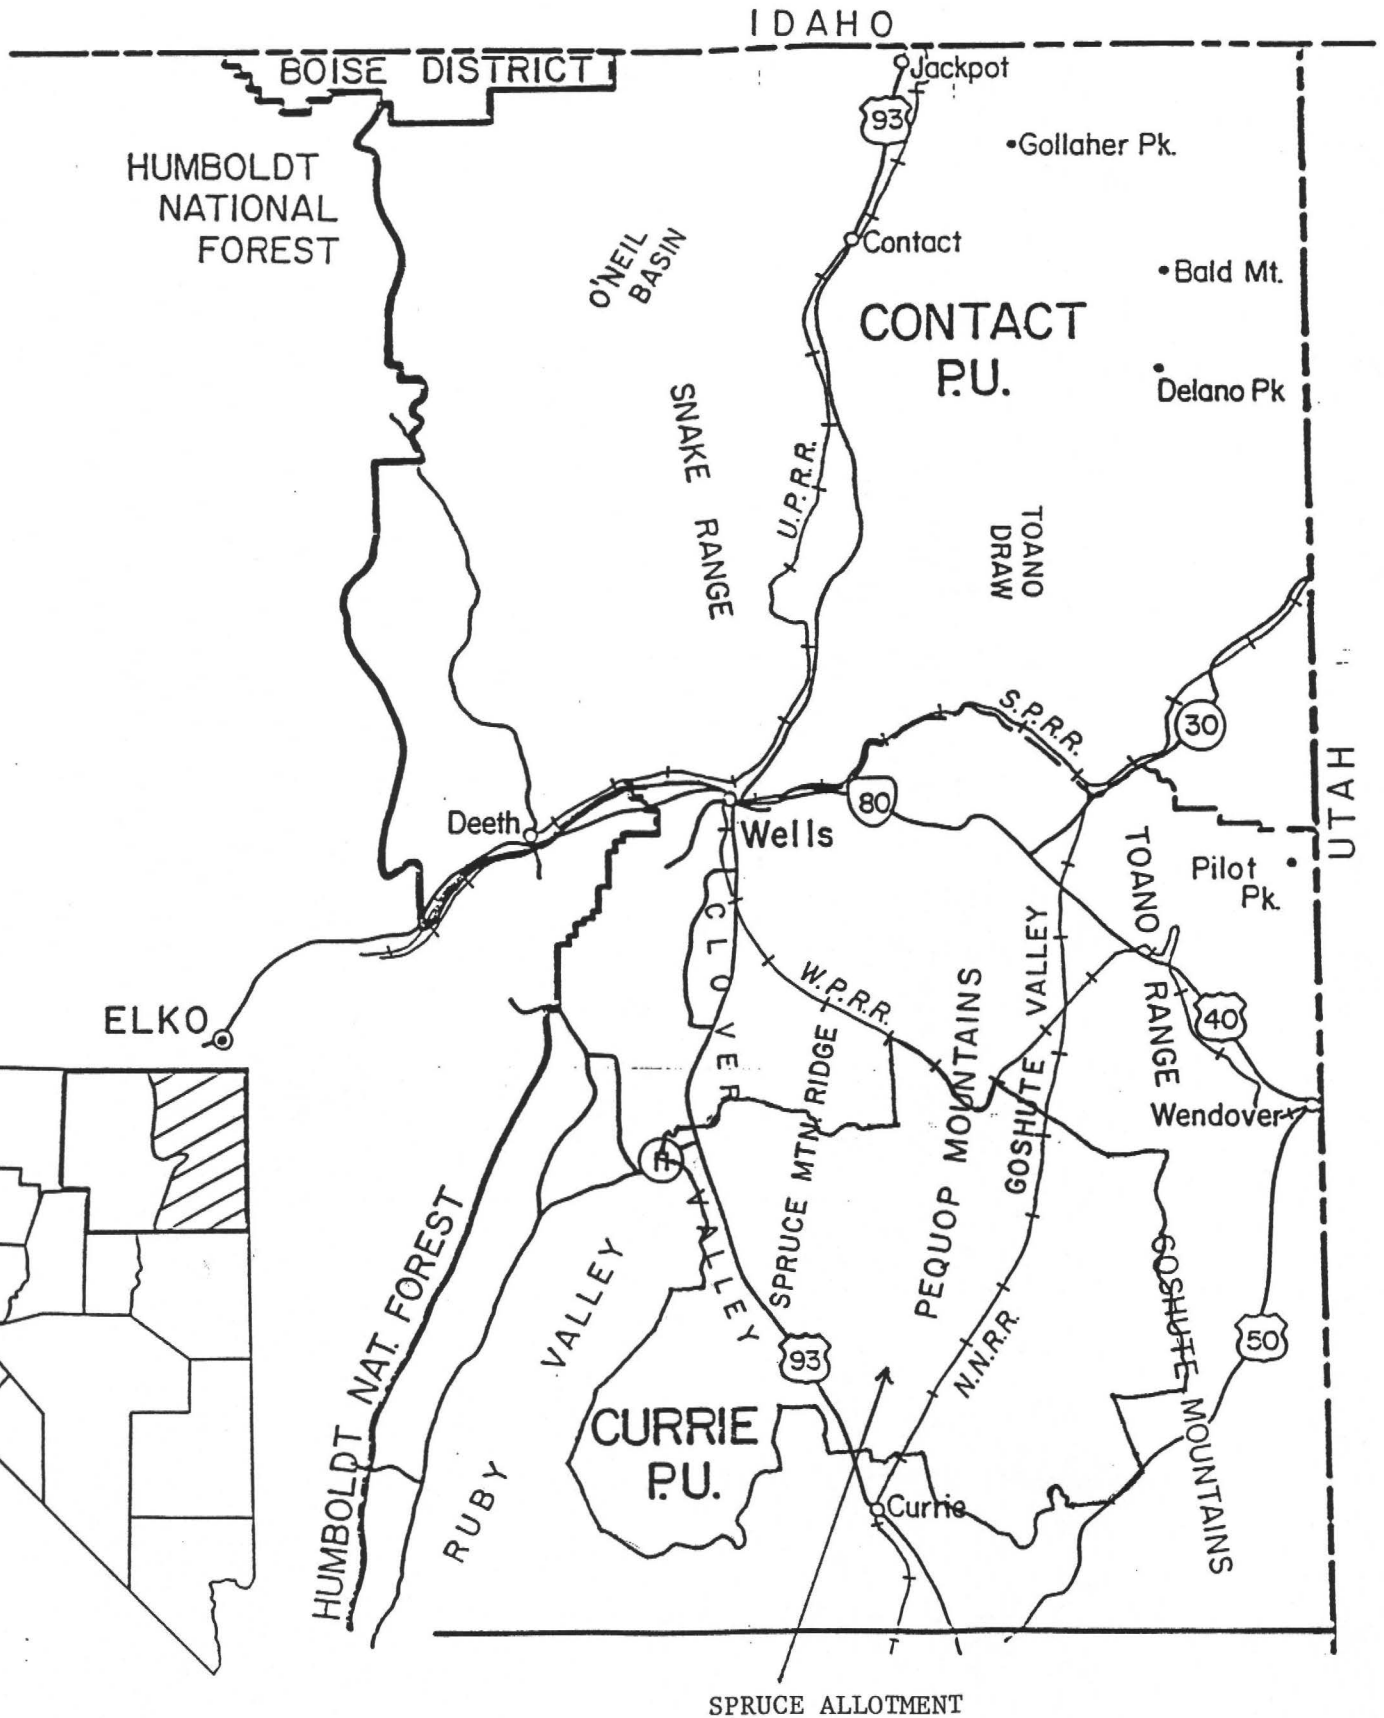 IDAHO
BOISE DISTRICT
Jackpot
93
Gollaher Pk.
HUMBOLDT
NATIONAL
FOREST
O'NEIL
BASIN
Contact
Bald Mt.
CONTACT
P.U.
Delano Pk
SNAKE RANGE
U.P.R.R.
TOANO
DRAW
S.P.R.R.
30
UTAH
80
Deeth
Wells
TOANO RANGE
Pilot
Pk.
CLOVER VALLEY
W.P.R.R.
GOSHUTE VALLEY
40
ELKO
PEQUOP MOUNTAINS
SPRUCE MTN. RIDGE
Wendover
11
HUMBOLDT NAT. FOREST
RUBY VALLEY
GOSHUTE MOUNTAINS
93
50
N.N.R.R.
CURRIE
P.U.
Currie
SPRUCE ALLOTMENT